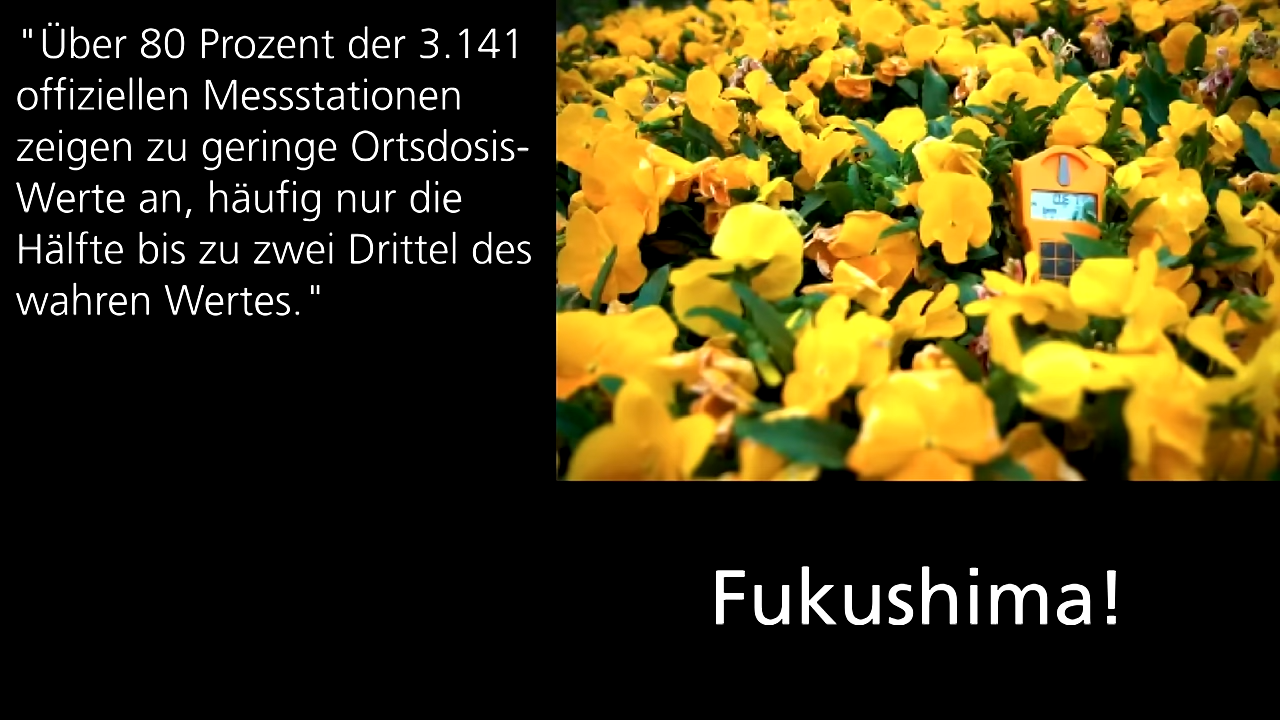 "Über 80 Prozent der 3.141
offiziellen Messstationen
zeigen zu geringe Ortsdosis-
Werte an, häufig nur die
Hälfte bis zu zwei Drittel des
wahren Wertes."
Fukushima!